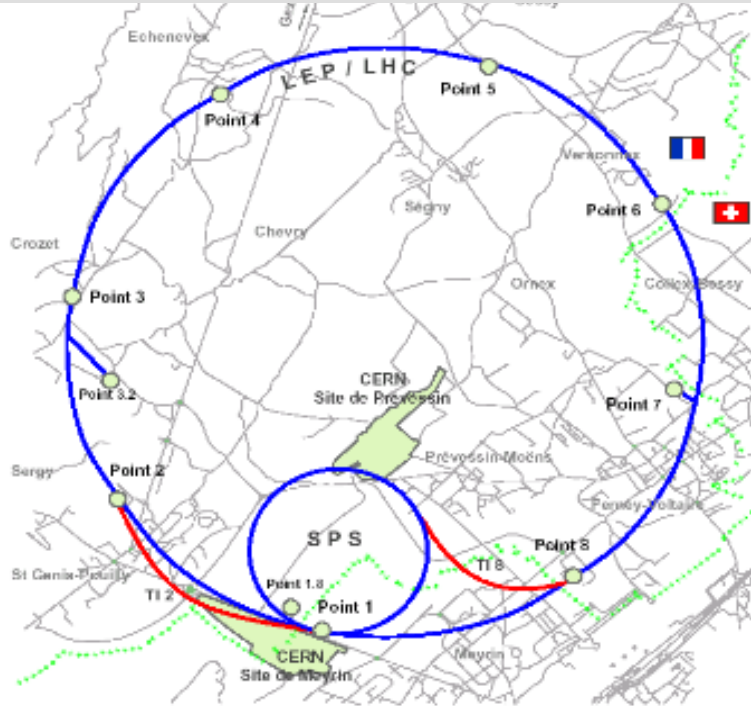 Echenevex
LEP / LHC
Point 5
Point 4
Versonnex
Point 6
Ségny
Crozet
Chevry
Ornex
Collex-Bossy
Point 3
CERN
Site de Prévessin
Point 3.2
Point 7
Sergy
Point 2
Prévessin-Moëns
Ferney-Voltaire
SPS
Point 8
TI 8
St Genis-Pouilly
TI 2
Point 1.8
Point 1
CERN
Site de Meyrin
Meyrin